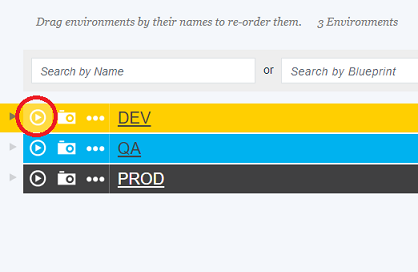 Drag environments by their names to re-order them. 3 Environments
Search by Name or Search by Blueprint
DEV
QA
PROD